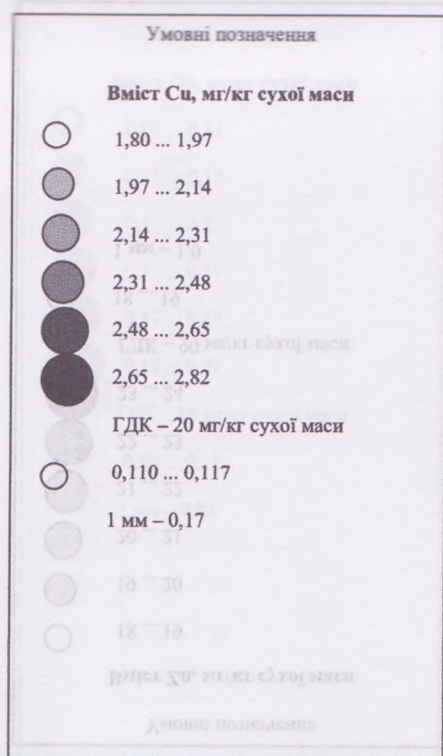 Умовні позначення
Вміст Cu, мг/кг сухої маси
1,80 ... 1,97
1,97 ... 2,14
2,14 ... 2,31
2,31 ... 2,48
2,48 ... 2,65
2,65 ... 2,82
ГДК – 20 мг/кг сухої маси
0,110 ... 0,117
1 мм – 0,17